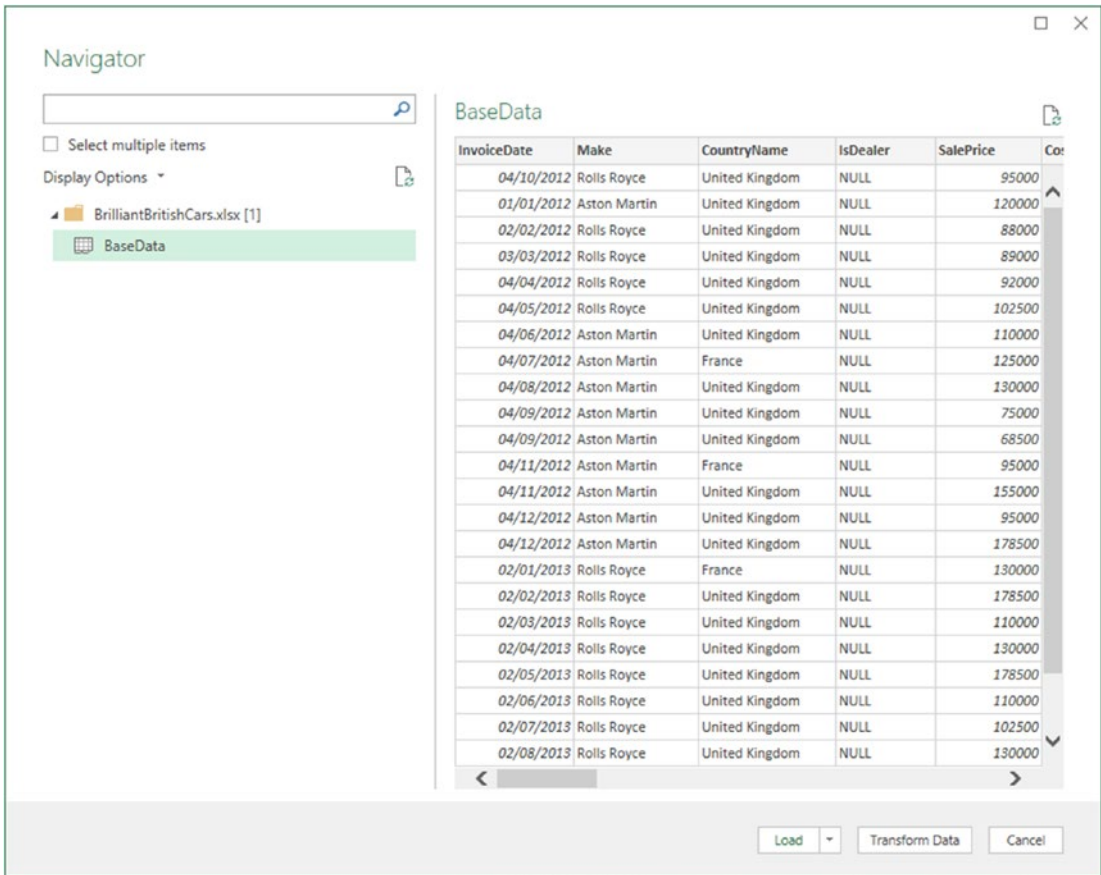 Navigator
Select multiple items
Display Options
BrilliantBritishCars.xlsx [1]
BaseData
BaseData
InvoiceDate Make CountryName IsDealer SalePrice Cos
04/10/2012 Rolls Royce United Kingdom NULL 95000
01/01/2012 Aston Martin United Kingdom NULL 120000
02/02/2012 Rolls Royce United Kingdom NULL 88000
03/03/2012 Rolls Royce United Kingdom NULL 89000
04/04/2012 Rolls Royce United Kingdom NULL 92000
04/05/2012 Rolls Royce United Kingdom NULL 102500
04/06/2012 Aston Martin United Kingdom NULL 110000
04/07/2012 Aston Martin France NULL 125000
04/08/2012 Aston Martin United Kingdom NULL 130000
04/09/2012 Aston Martin United Kingdom NULL 75000
04/09/2012 Aston Martin United Kingdom NULL 68500
04/11/2012 Aston Martin France NULL 95000
04/11/2012 Aston Martin United Kingdom NULL 155000
04/12/2012 Aston Martin United Kingdom NULL 95000
04/12/2012 Aston Martin United Kingdom NULL 178500
02/01/2013 Rolls Royce France NULL 130000
02/02/2013 Rolls Royce United Kingdom NULL 178500
02/03/2013 Rolls Royce United Kingdom NULL 110000
02/04/2013 Rolls Royce United Kingdom NULL 130000
02/05/2013 Rolls Royce United Kingdom NULL 178500
02/06/2013 Rolls Royce United Kingdom NULL 110000
02/07/2013 Rolls Royce United Kingdom NULL 102500
02/08/2013 Rolls Royce United Kingdom NULL 130000
Load Transform Data Cancel